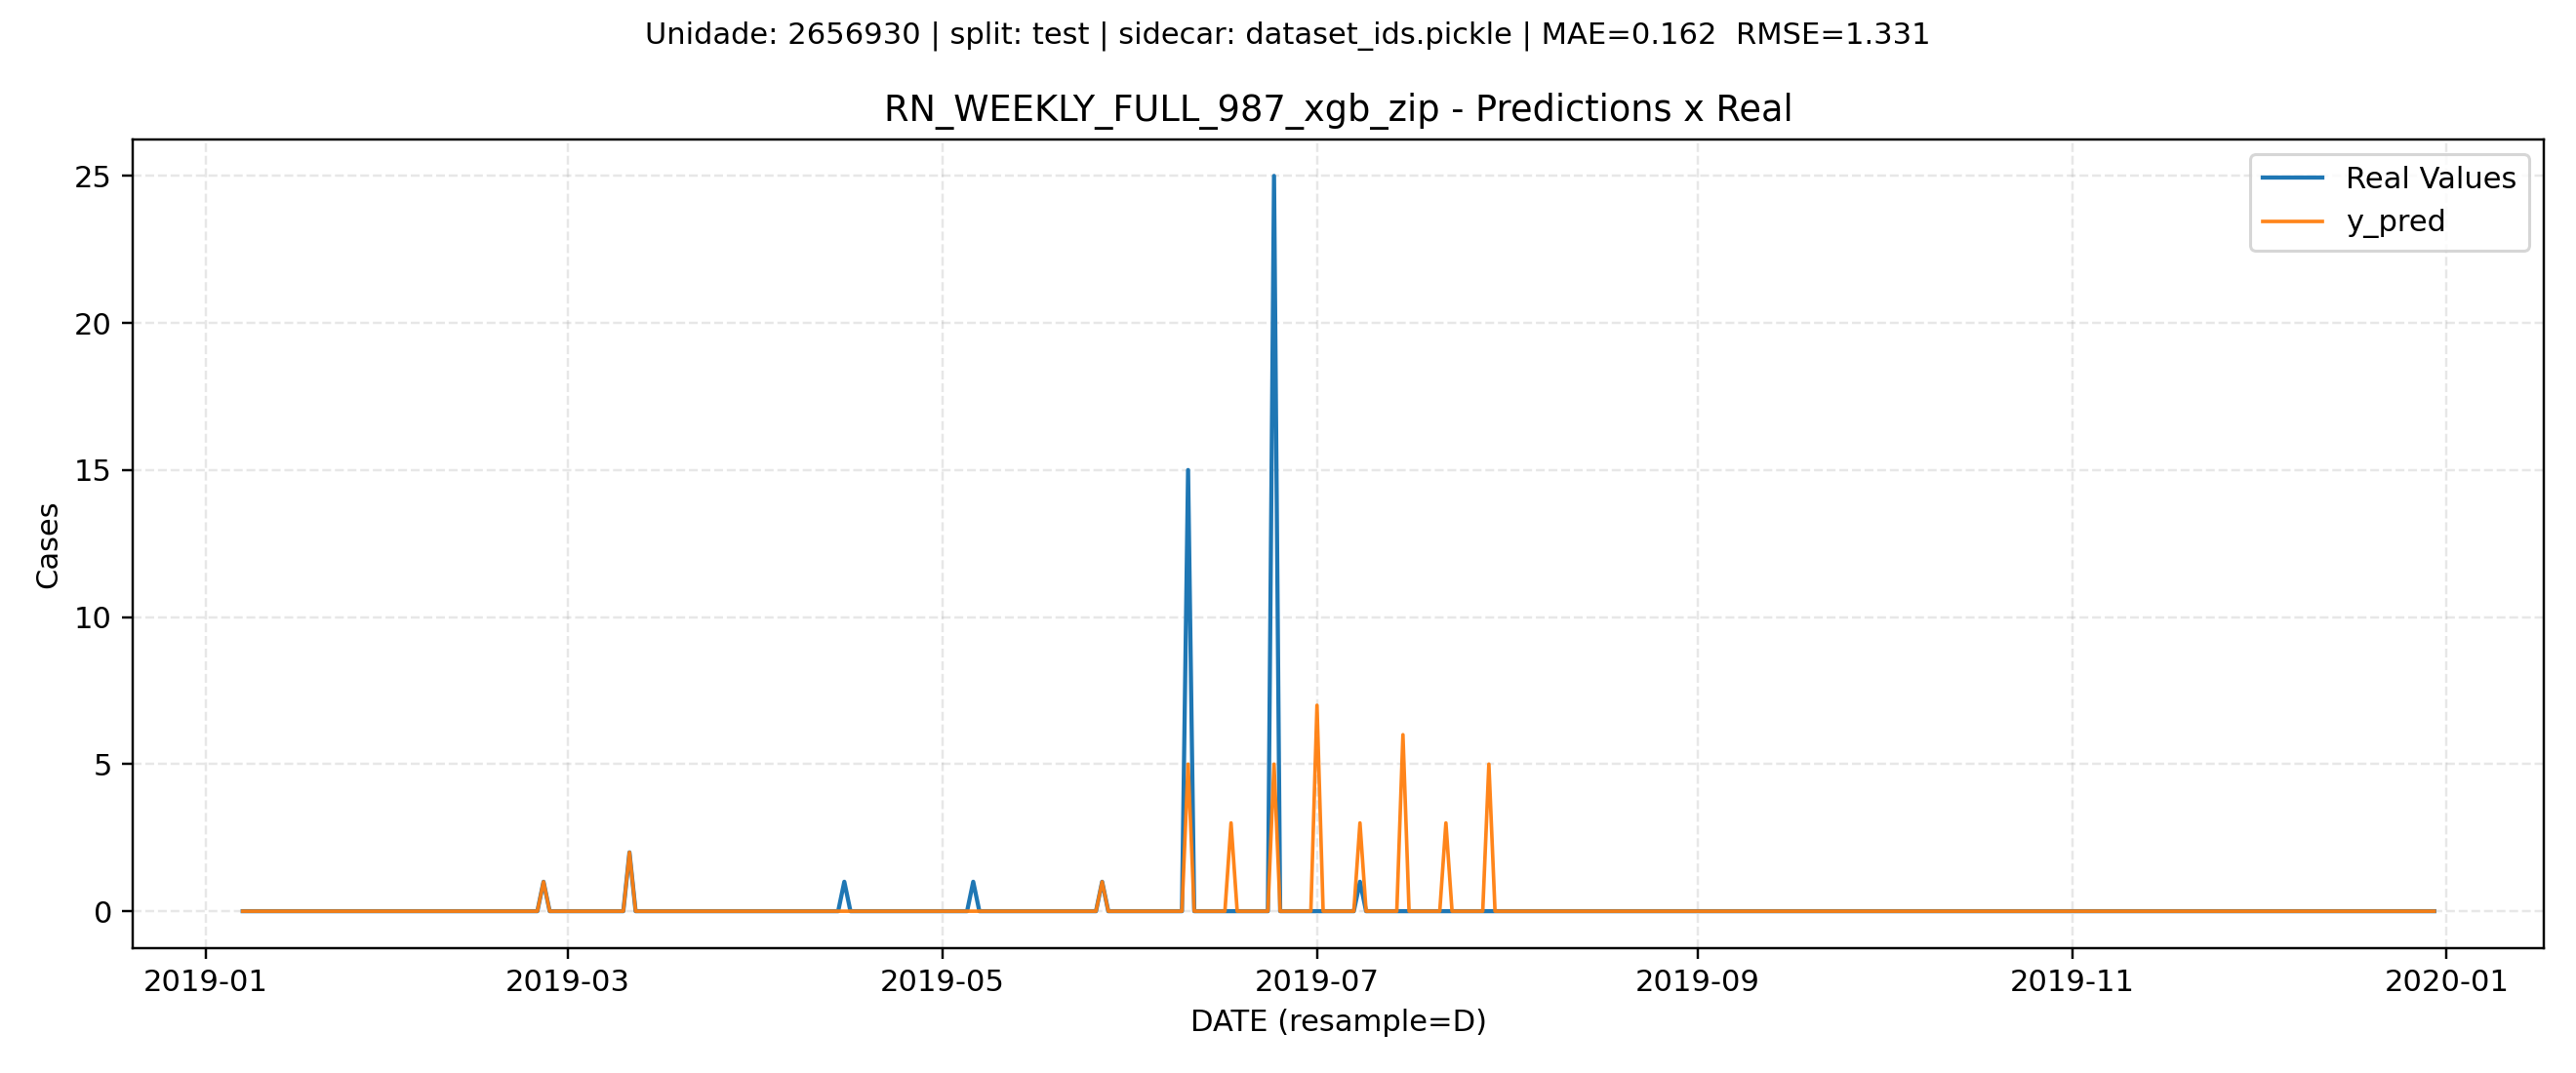 Unidade: 2656930 | split: test | sidecar: dataset_ids.pickle | MAE=0.162  RMSE=1.331
RN_WEEKLY_FULL_987_xgb_zip - Predictions x Real
Real Values
y_pred
25
20
15
10
5
0
Cases
2019-01
2019-03
2019-05
2019-07
2019-09
2019-11
2020-01
DATE (resample=D)